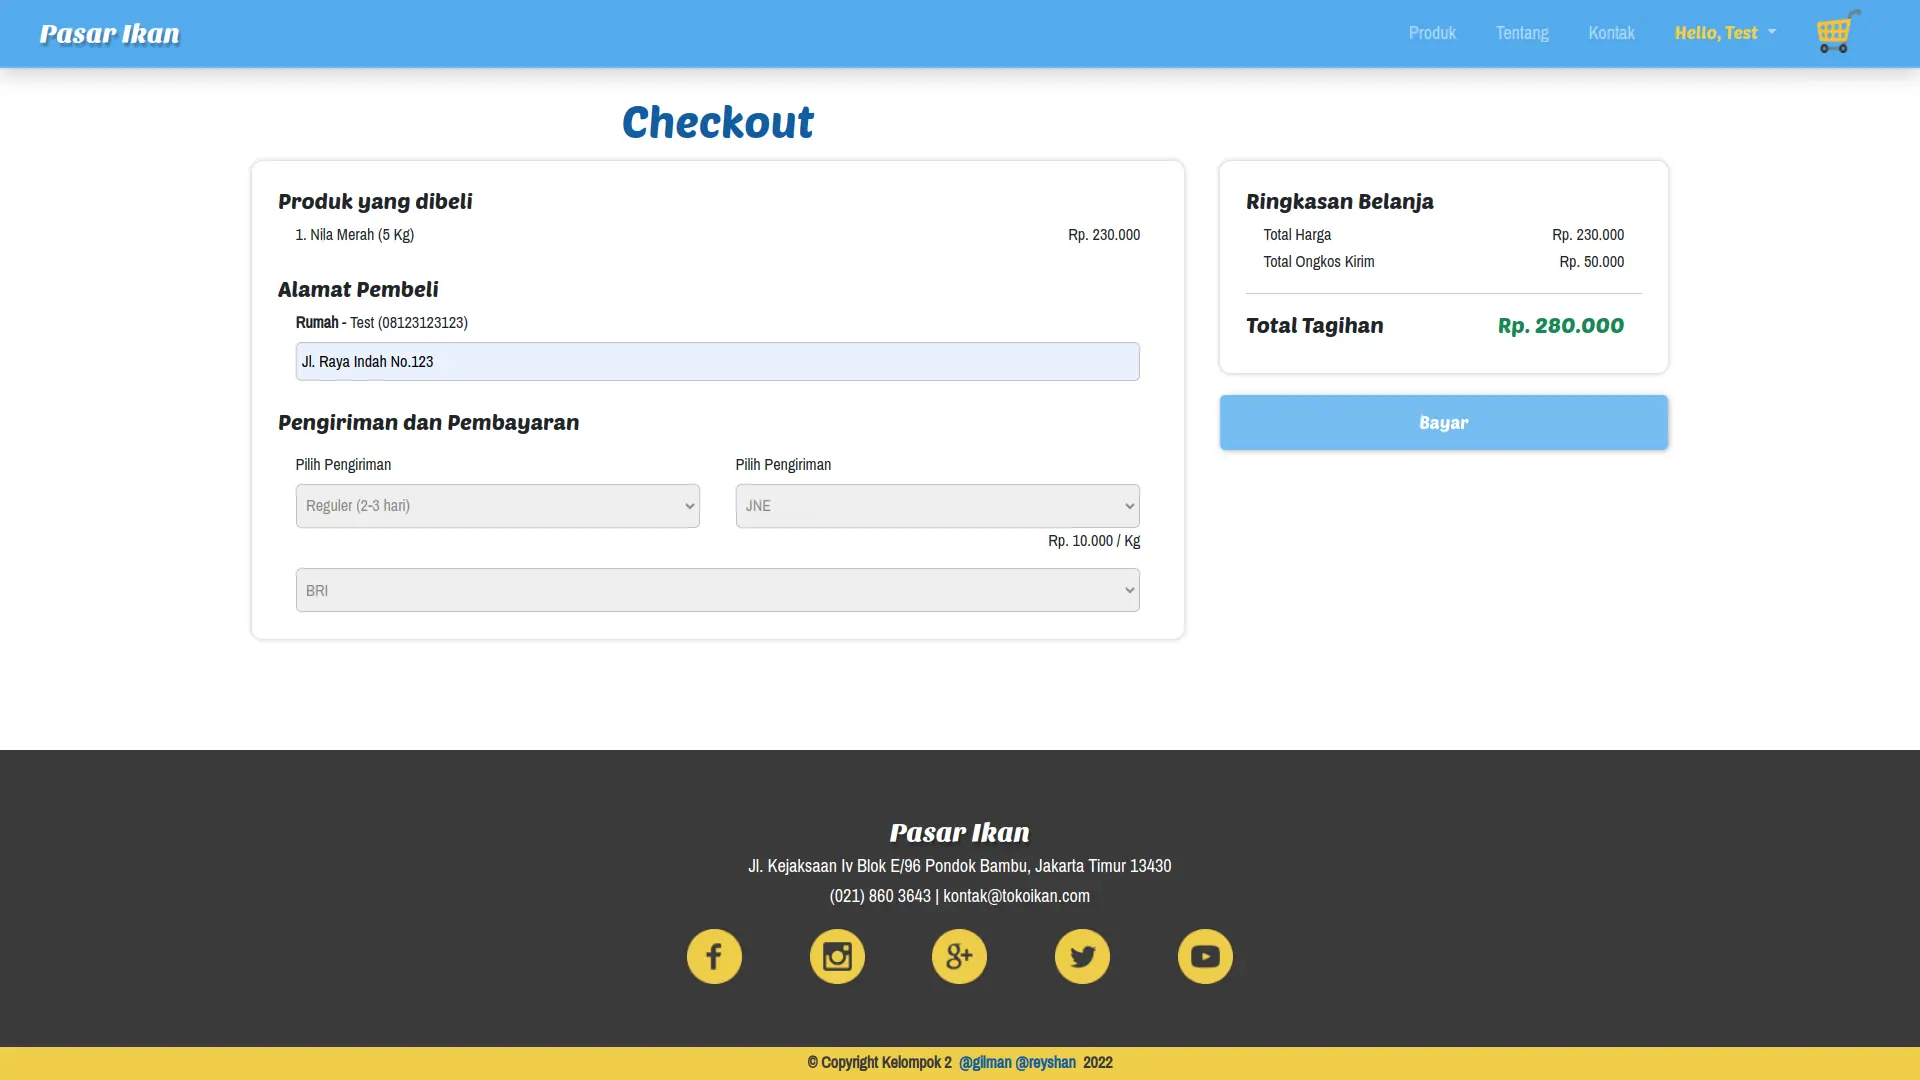 Pasar Ikan
Produk
Tentang
Kontak
Hello, Test
Checkout
Produk yang dibeli
1. Nila Merah (5 Kg) Rp. 230.000
Alamat Pembeli
Rumah - Test (08123123123)
Jl. Raya Indah No.123
Pengiriman dan Pembayaran
Pilih Pengiriman
Pilih Pengiriman
Reguler (2-3 hari)
JNE
Rp. 10.000 / Kg
BRI
Ringkasan Belanja
Total Harga Rp. 230.000
Total Ongkos Kirim Rp. 50.000
Total Tagihan Rp. 280.000
Bayar
Pasar Ikan
Jl. Kejaksaan Iv Blok E/96 Pondok Bambu, Jakarta Timur 13430
(021) 860 3643 | kontak@tokoikan.com
© Copyright Kelompok 2 @gilman @reyshan 2022